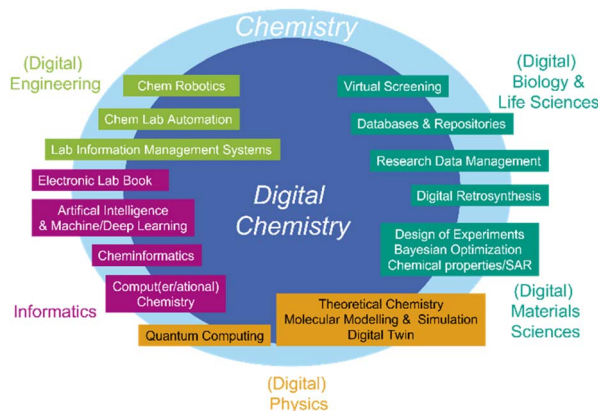 Chemistry
(Digital)
Engineering
(Digital)
Biology &
Life Sciences
Chem Robotics
Virtual Screening
Chem Lab Automation
Databases & Repositories
Lab Information Management Systems
Research Data Management
Electronic Lab Book
Digital Retrosynthesis
Digital
Chemistry
Artifical Intelligence
& Machine/Deep Learning
Design of Experiments
Bayesian Optimization
Chemical properties/SAR
Cheminformatics
Comput(er/ational)
Chemistry
Informatics
(Digital)
Materials
Sciences
Theoretical Chemistry
Molecular Modelling & Simulation
Digital Twin
Quantum Computing
(Digital)
Physics